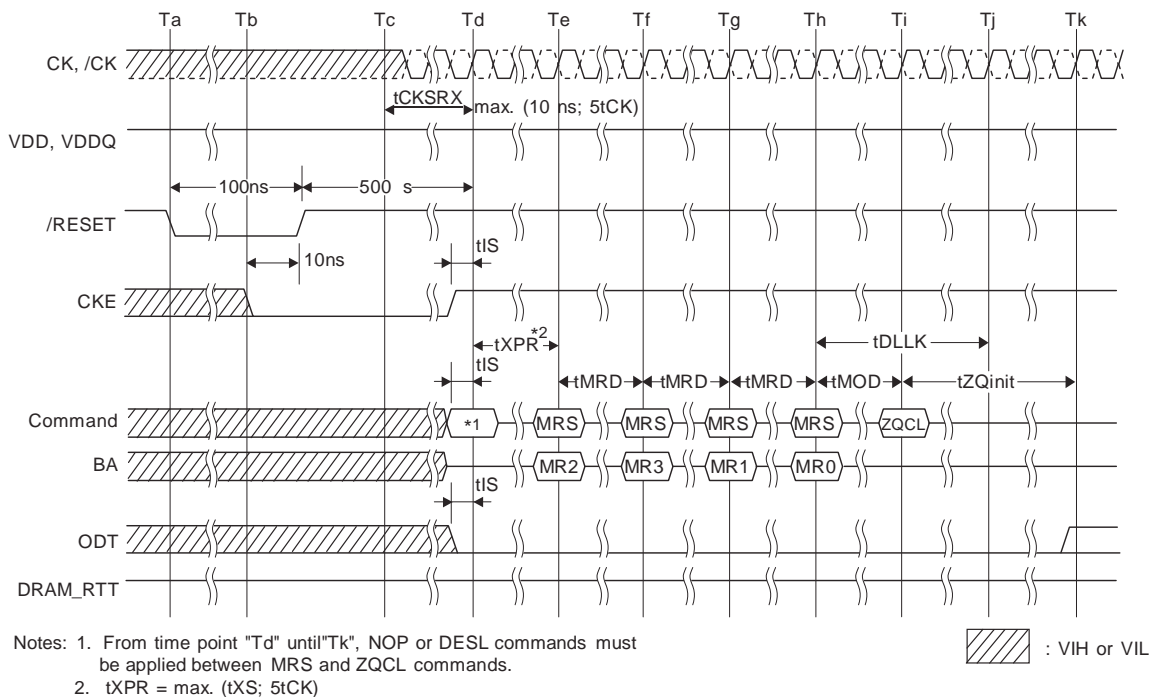 Ta Tb Tc Td Te Tf Tg Th Ti Tj Tk
CK, /CK
tCKSRX
max. (10 ns; 5tCK)
VDD, VDDQ
100ns 500 s
/RESET
tIS
10ns
CKE
tXPR*2 tDLLK
tIS
tMRD tMRD tMRD tMOD tZQinit
Command *1 MRS MRS MRS MRS ZQCL
BA MR2 MR3 MR1 MR0
tIS
ODT
DRAM_RTT
Notes: 1. From time point "Td" until"Tk", NOP or DESL commands must
be applied between MRS and ZQCL commands.
2. tXPR = max. (tXS; 5tCK)
: VIH or VIL